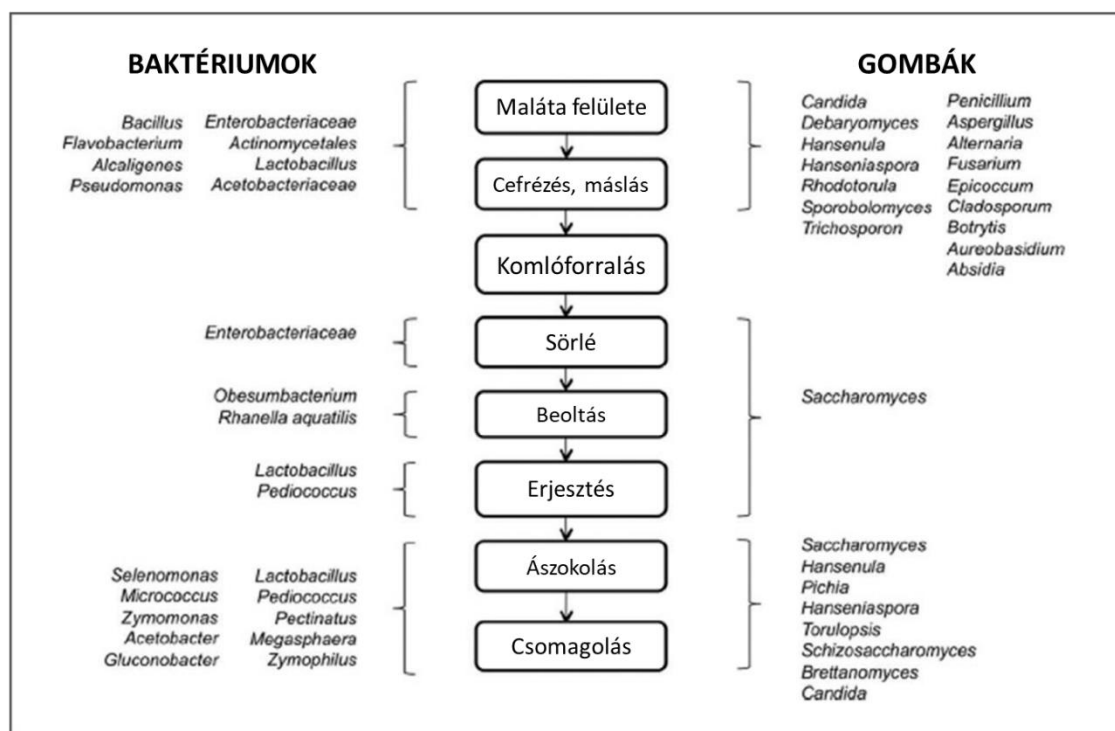 BAKTÉRIUMOK
Bacillus Enterobacteriaceae
Flavobacterium Actinomycetales
Alcaligenes Lactobacillus
Pseudomonas Acetobacteriaceae
Enterobacteriaceae
Obesumbacterium
Rhanella aquatilis
Lactobacillus
Pediococcus
Selenomonas Lactobacillus
Micrococcus Pediococcus
Zymomonas Pectinatus
Acetobacter Megasphaera
Gluconobacter Zymophilus
Maláta felülete
Cefrézés, máslás
Komlóforralás
Sörlé
Beoltás
Erjesztés
Ászokolás
Csomagolás
GOMBÁK
Candida Penicillium
Debaryomyces Aspergillus
Hansenula Alternaria
Hanseniaspora Fusarium
Rhodotorula Epicoccum
Sporobolomyces Cladosporum
Trichosporon Botrytis
Aureobasidium
Absidia
Saccharomyces
Saccharomyces
Hansenula
Pichia
Hanseniaspora
Torulopsis
Schizosaccharomyces
Brettanomyces
Candida